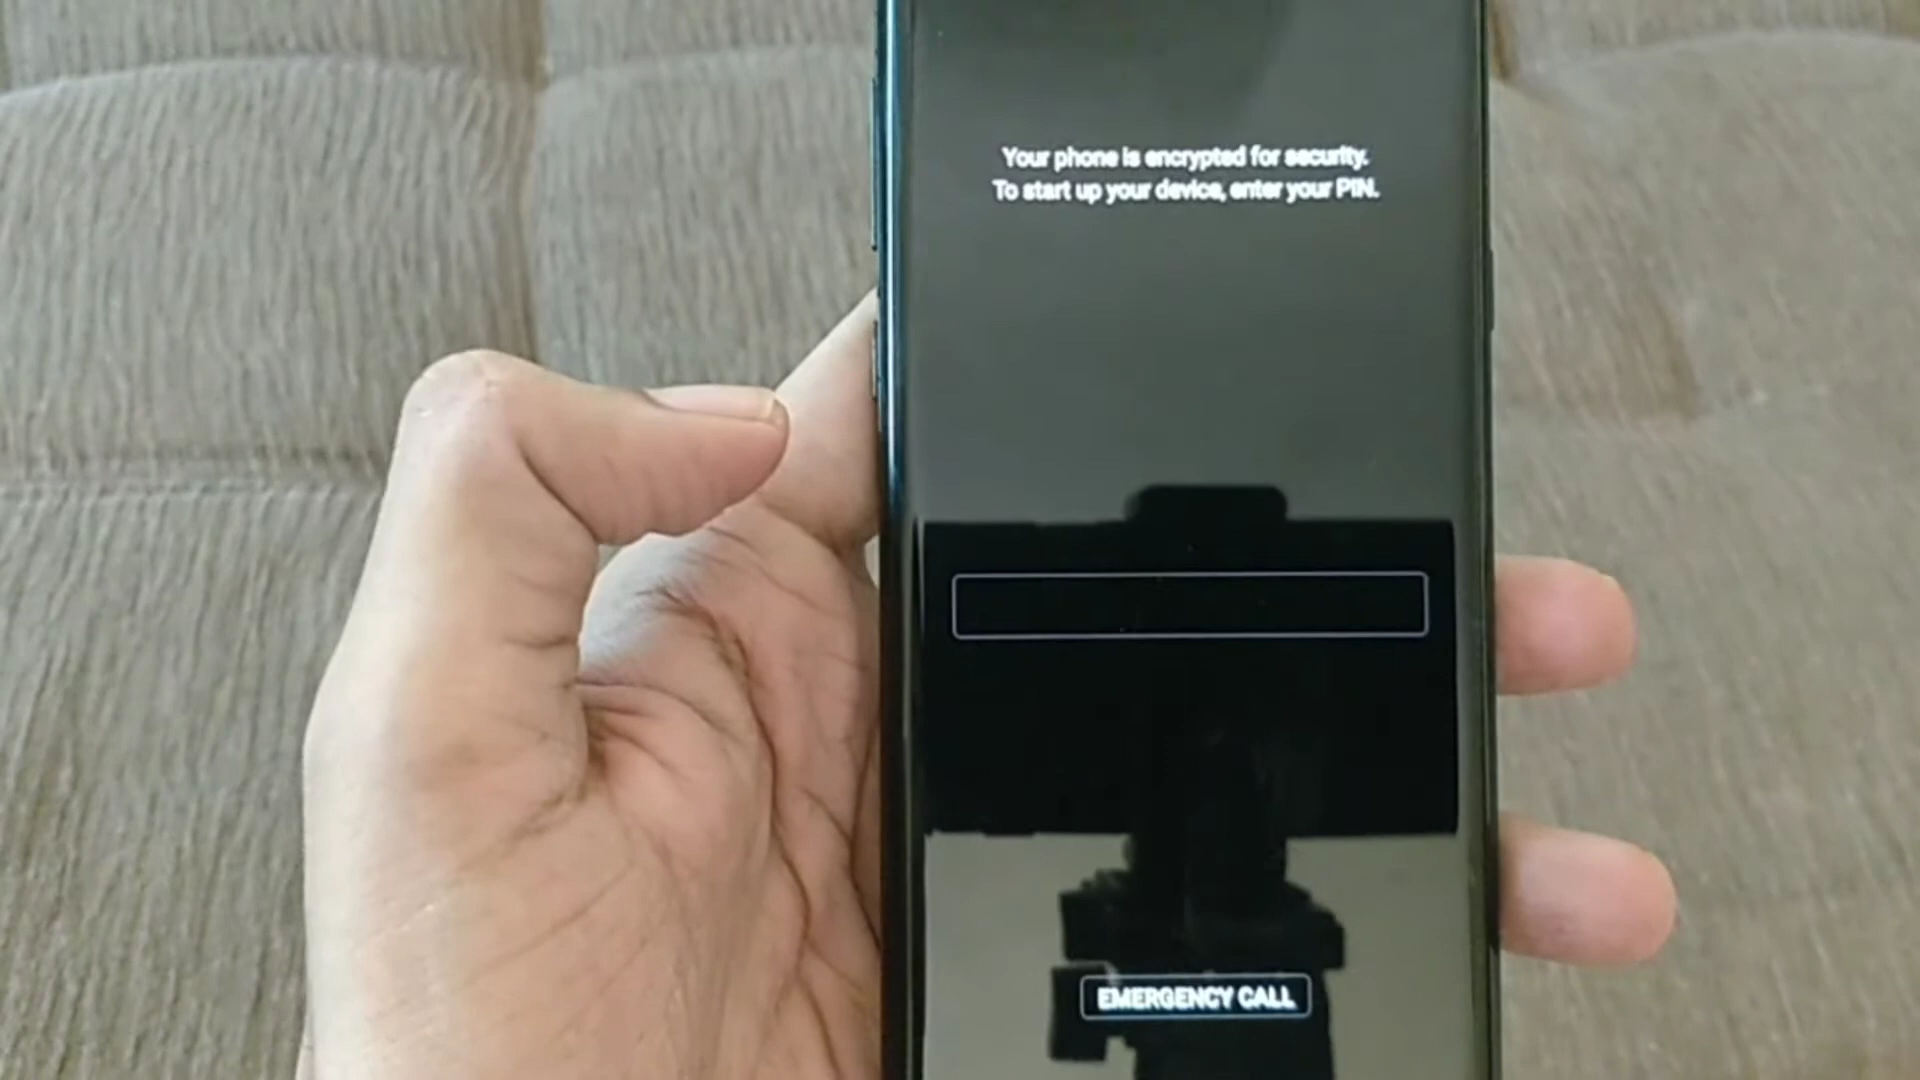 Your phone is encrypted for security.
To start up your device, enter your PIN.
EMERGENCY CALL